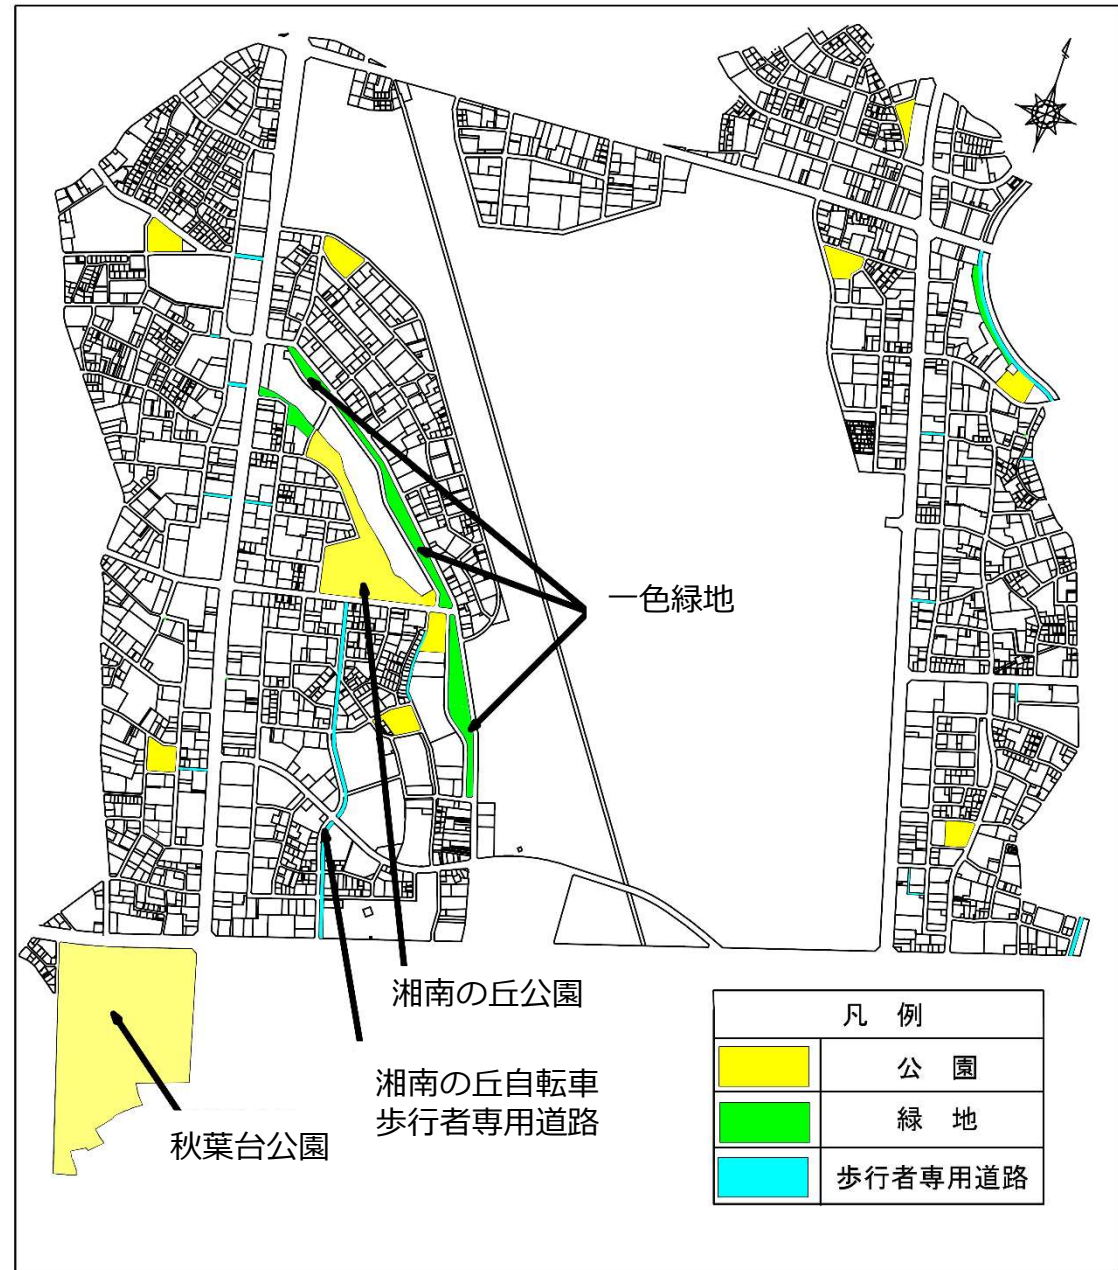 一色緑地
湘南の丘公園
湘南の丘自転車
歩行者専用道路
秋葉台公園
凡 例
公 園
緑 地
歩行者専用道路